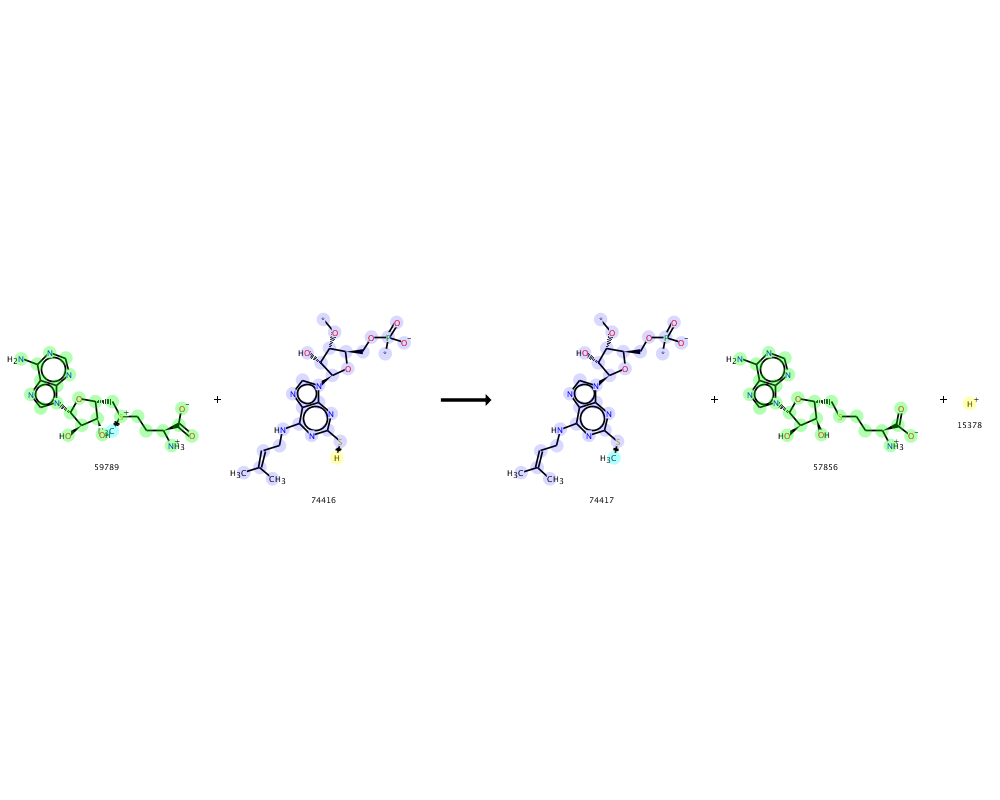 H2N N N N N O HO OH S+ H3C O- O NH3+
59789
+
* O HO O O P O O- * N N N N HN S H H3C CH3
74416
* O HO O O P O O- * N N N N HN S H3C H3C CH3
74417
+
H2N N N N N O HO OH O O- NH3+
57856
+
H+
15378